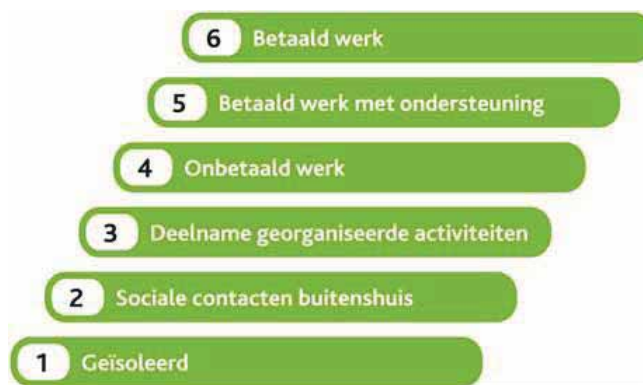 6 Betaald werk
5 Betaald werk met ondersteuning
4 Onbetaald werk
3 Deelname georganiseerde activiteiten
2 Sociale contacten buitenshuis
1 Geïsoleerd